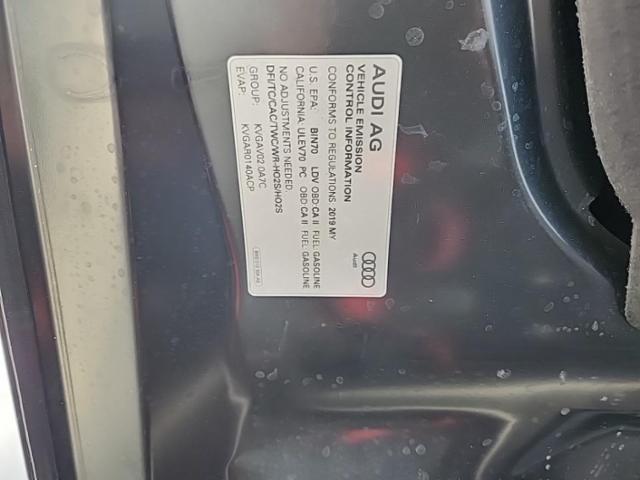 AUDI AG
VEHICLE EMISSION
CONTROL INFORMATION
Audi
CONFORMS TO REGULATIONS 2019 MY
U.S. EPA: BIN70 LDV OBD CA II FUEL GASOLINE
CALIFORNIA: ULEV70 PC OBD CA II FUEL GASOLINE
NO ADJUSTMENTS NEEDED
DFI/TC/CAC/TWC/WR-HO2S/HO2S
GROUP: KVGAV02.0A7C
EVAP: KVGAR0140ACP